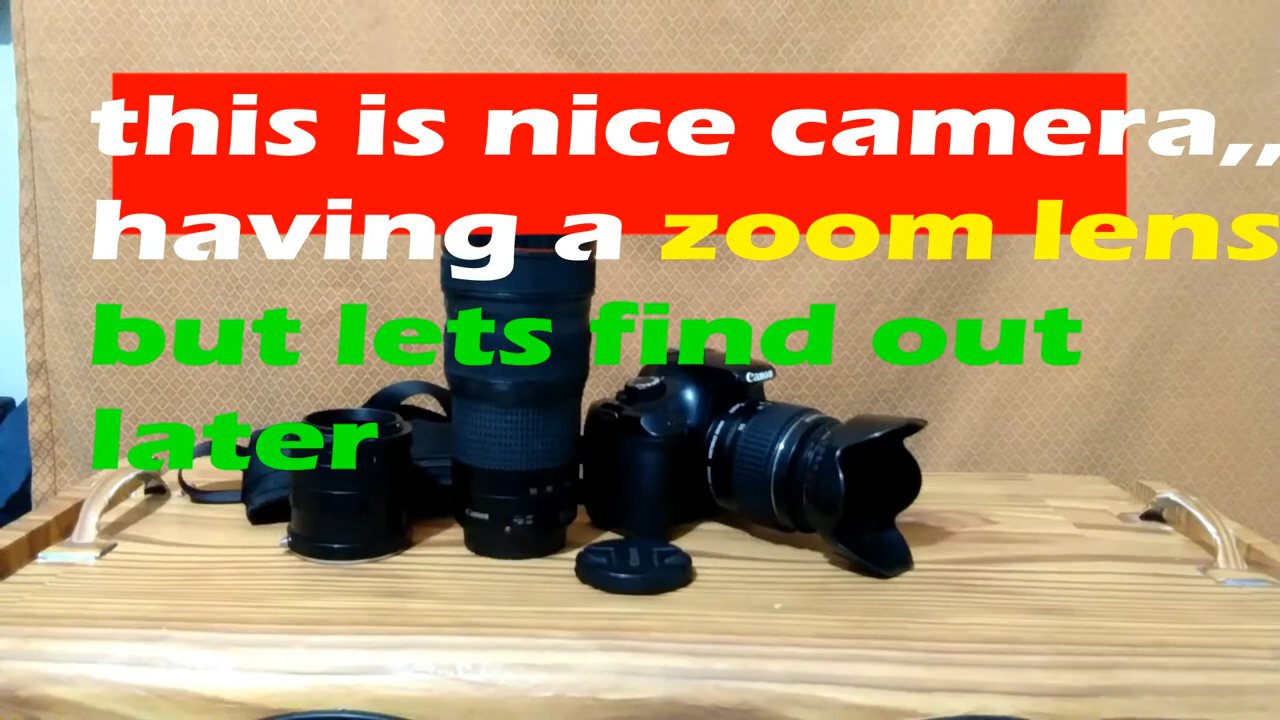 this is nice camera,,
having a zoom lens
but lets find out
later
Canon
Canon